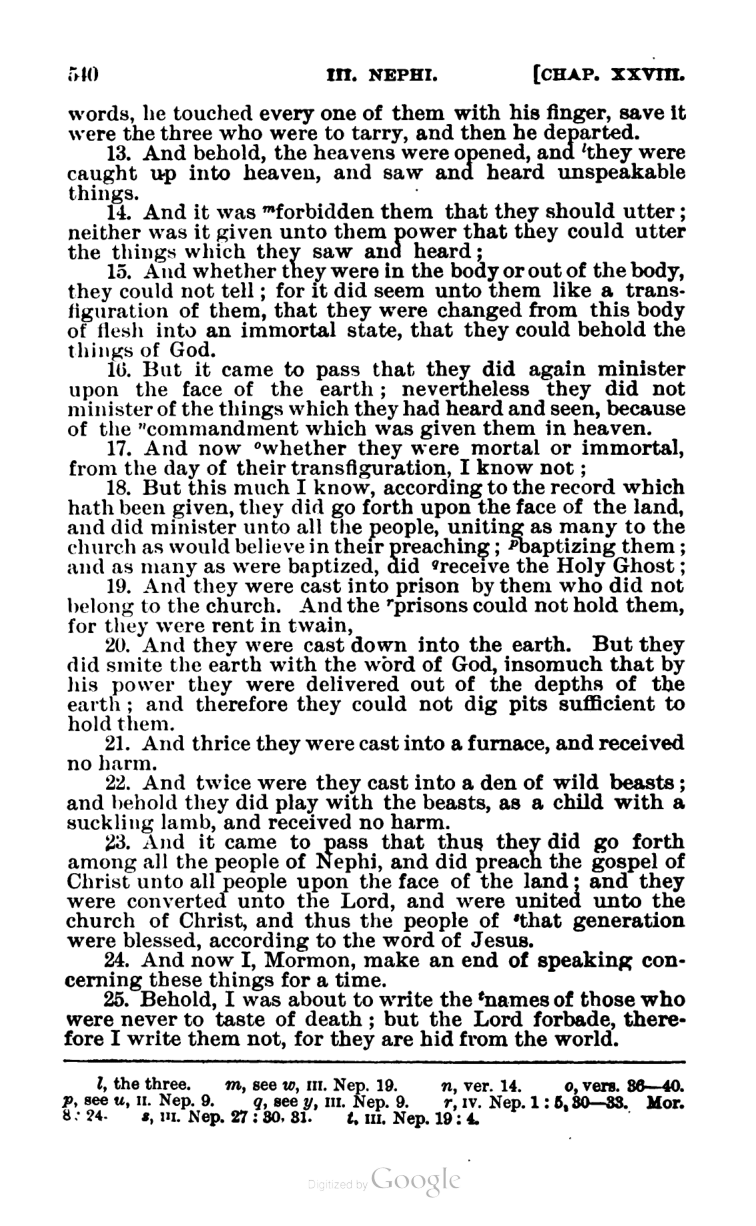 540 III. NEPHI. [CHAP. XXVIII.
words, he touched every one of them with his finger, save it
were the three who were to tarry, and then he departed.
13. And behold, the heavens were opened, and ˡthey were
caught up into heaven, and saw and heard unspeakable
things.
14. And it was ᵐforbidden them that they should utter;
neither was it given unto them power that they could utter
the things which they saw and heard;
15. And whether they were in the body or out of the body,
they could not tell; for it did seem unto them like a trans-
figuration of them, that they were changed from this body
of flesh into an immortal state, that they could behold the
things of God.
16. But it came to pass that they did again minister
upon the face of the earth; nevertheless they did not
minister of the things which they had heard and seen, because
of the ⁿcommandment which was given them in heaven.
17. And now ᵒwhether they were mortal or immortal,
from the day of their transfiguration, I know not;
18. But this much I know, according to the record which
hath been given, they did go forth upon the face of the land,
and did minister unto all the people, uniting as many to the
church as would believe in their preaching; ᵖbaptizing them;
and as many as were baptized, did qreceive the Holy Ghost;
19. And they were cast into prison by them who did not
belong to the church. And the ʳprisons could not hold them,
for they were rent in twain,
20. And they were cast down into the earth. But they
did smite the earth with the word of God, insomuch that by
his power they were delivered out of the depths of the
earth; and therefore they could not dig pits sufficient to
hold them.
21. And thrice they were cast into a furnace, and received
no harm.
22. And twice were they cast into a den of wild beasts;
and behold they did play with the beasts, as a child with a
suckling lamb, and received no harm.
23. And it came to pass that thus they did go forth
among all the people of Nephi, and did preach the gospel of
Christ unto all people upon the face of the land; and they
were converted unto the Lord, and were united unto the
church of Christ, and thus the people of ˢthat generation
were blessed, according to the word of Jesus.
24. And now I, Mormon, make an end of speaking con-
cerning these things for a time.
25. Behold, I was about to write the ᵗnames of those who
were never to taste of death; but the Lord forbade, there-
fore I write them not, for they are hid from the world.
l, the three. m, see w, III. Nep. 19. n, ver. 14. o, vers. 36—40.
p, see u, II. Nep. 9. q, see y, III. Nep. 9. r, IV. Nep. 1:5, 30—33. Mor.
8:24. s, III. Nep. 27:30, 31. t, III. Nep. 19:4.
Digitized by Google